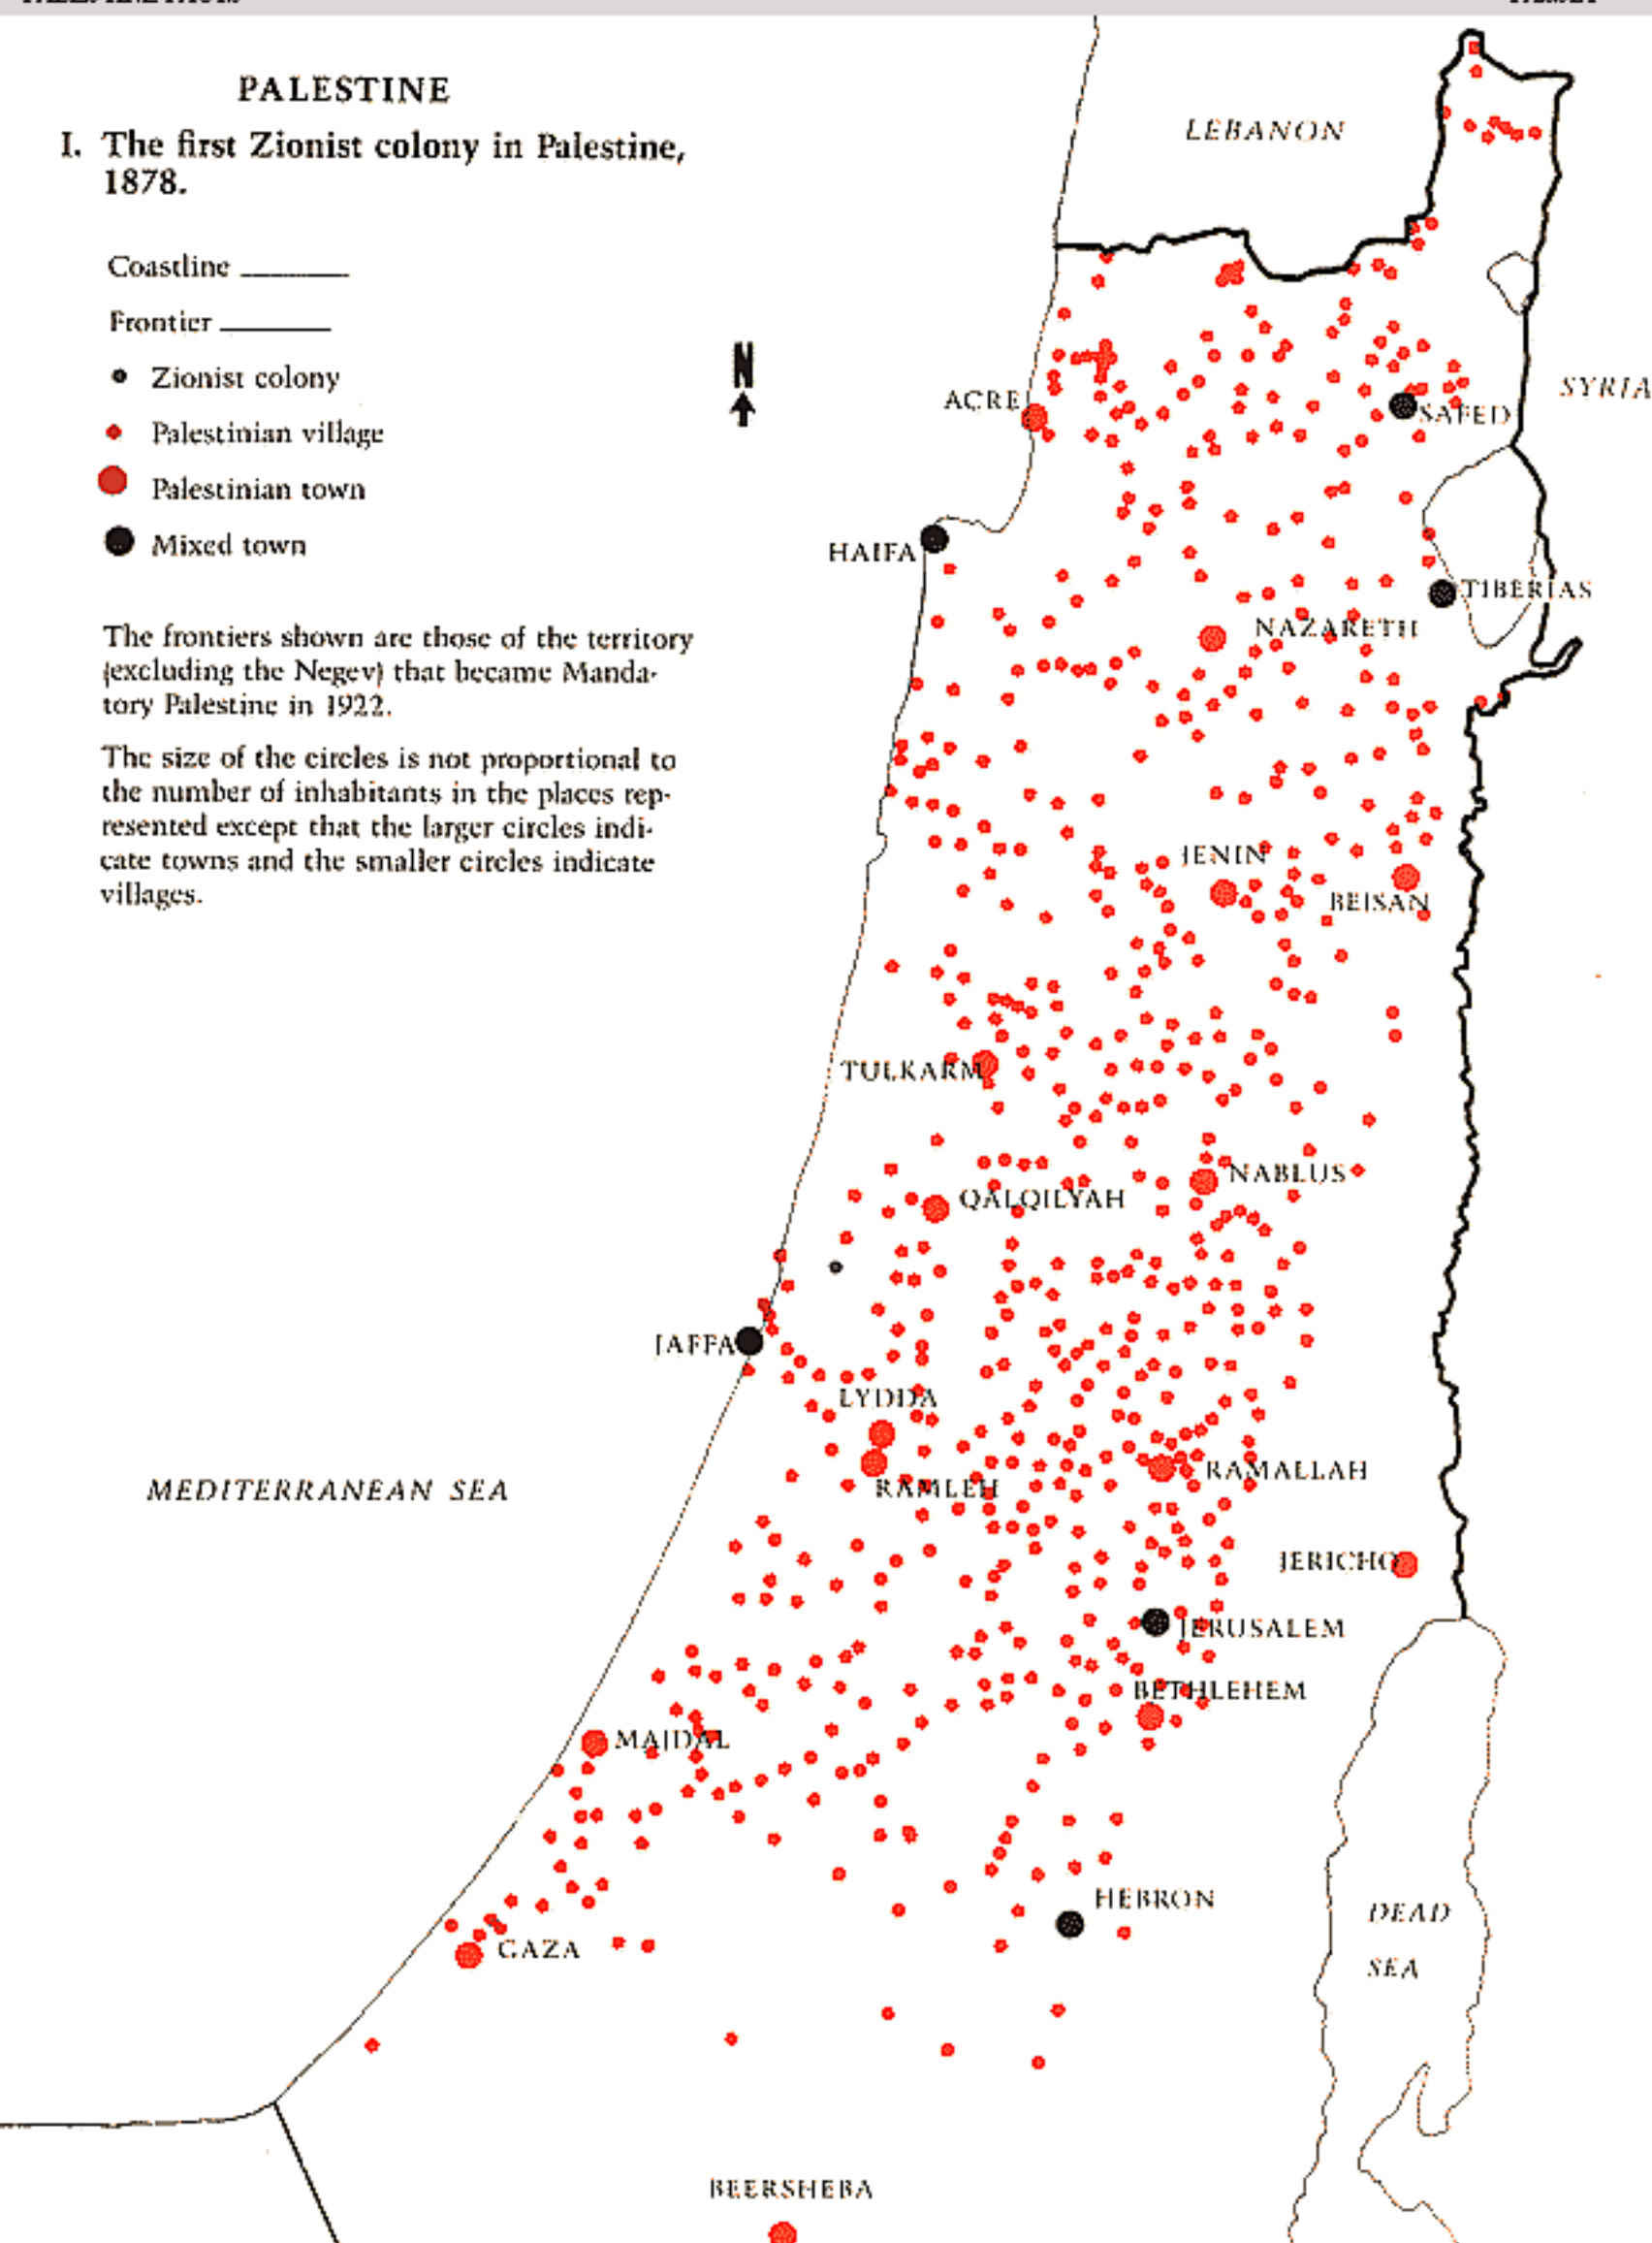 PALESTINE
I. The first Zionist colony in Palestine,
1878.
Coastline
Frontier
Zionist colony
Palestinian village
Palestinian town
Mixed town
The frontiers shown are those of the territory
(excluding the Negev) that became Manda-
tory Palestine in 1922.
The size of the circles is not proportional to
the number of inhabitants in the places rep-
resented except that the larger circles indi-
cate towns and the smaller circles indicate
villages.
N
LEBANON
SYRIA
ACRE
SAFED
HAIFA
TIBERIAS
NAZARETH
JENIN
BEISAN
TULKARM
NABLUS
QALQILYAH
JAFFA
LYDDA
RAMLEH
RAMALLAH
MEDITERRANEAN SEA
JERICHO
JERUSALEM
BETHLEHEM
MAJDAL
HEBRON
GAZA
DEAD
SEA
BEERSHEBA